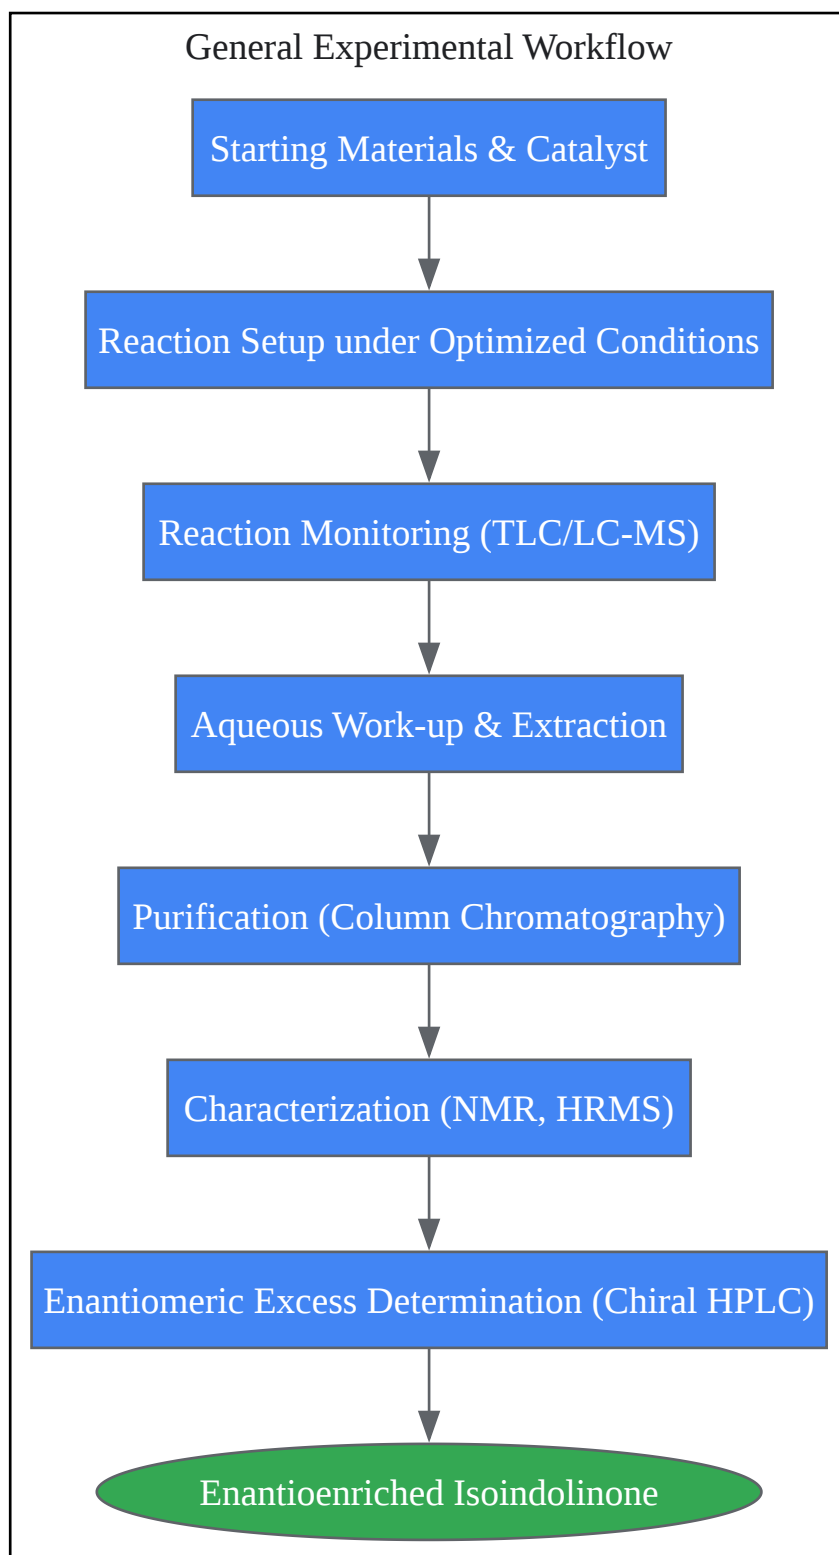 General Experimental Workflow
Starting Materials & Catalyst
Reaction Setup under Optimized Conditions
Reaction Monitoring (TLC/LC-MS)
Aqueous Work-up & Extraction
Purification (Column Chromatography)
Characterization (NMR, HRMS)
Enantiomeric Excess Determination (Chiral HPLC)
Enantioenriched Isoindolinone